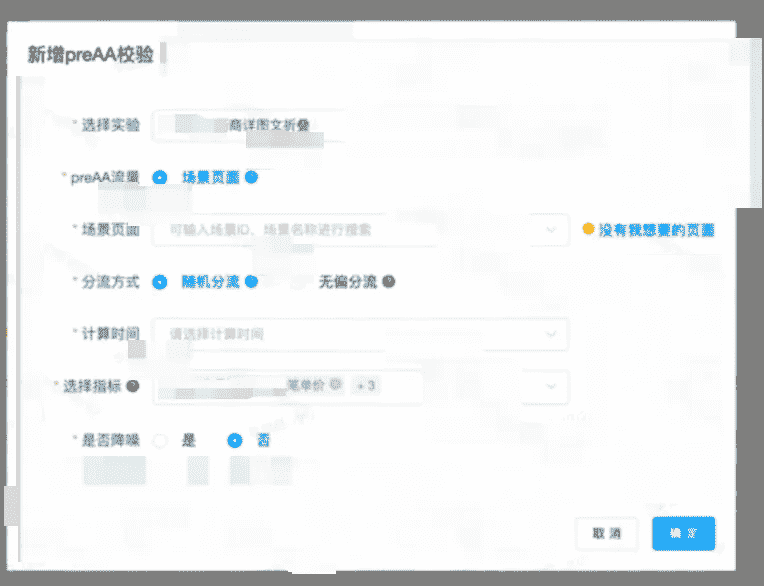 新增preAA校验
* 选择实验 商详图文折叠
* preAA流量 场景页面
* 场景页面 可输入场景ID、场景名称进行搜索 没有我想要的页面
* 分流方式 随机分流 无偏分流
* 计算时间 请选择计算时间
* 选择指标 笔单价 + 3
* 是否降噪 是 否
取消 确定